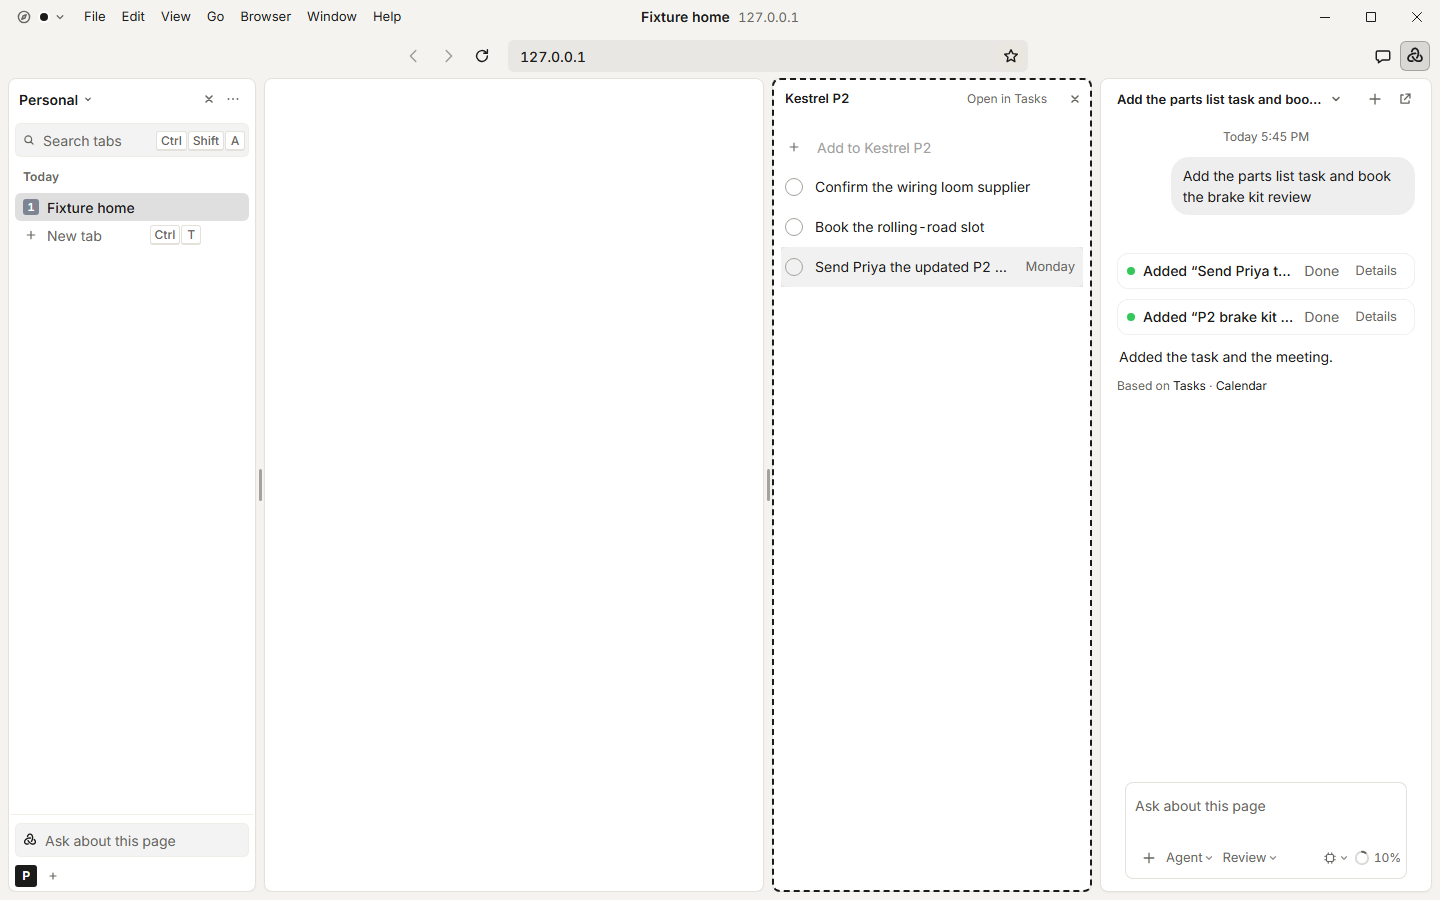 File Edit View Go Browser Window Help
Fixture home 127.0.0.1
127.0.0.1
Personal
Search tabs Ctrl Shift A
Today
1 Fixture home
New tab Ctrl T
Ask about this page
P
Kestrel P2 Open in Tasks
Add to Kestrel P2
Confirm the wiring loom supplier
Book the rolling-road slot
Send Priya the updated P2 ... Monday
Add the parts list task and boo...
Today 5:45 PM
Add the parts list task and book
the brake kit review
Added “Send Priya t... Done Details
Added “P2 brake kit ... Done Details
Added the task and the meeting.
Based on Tasks · Calendar
Ask about this page
Agent Review 10%